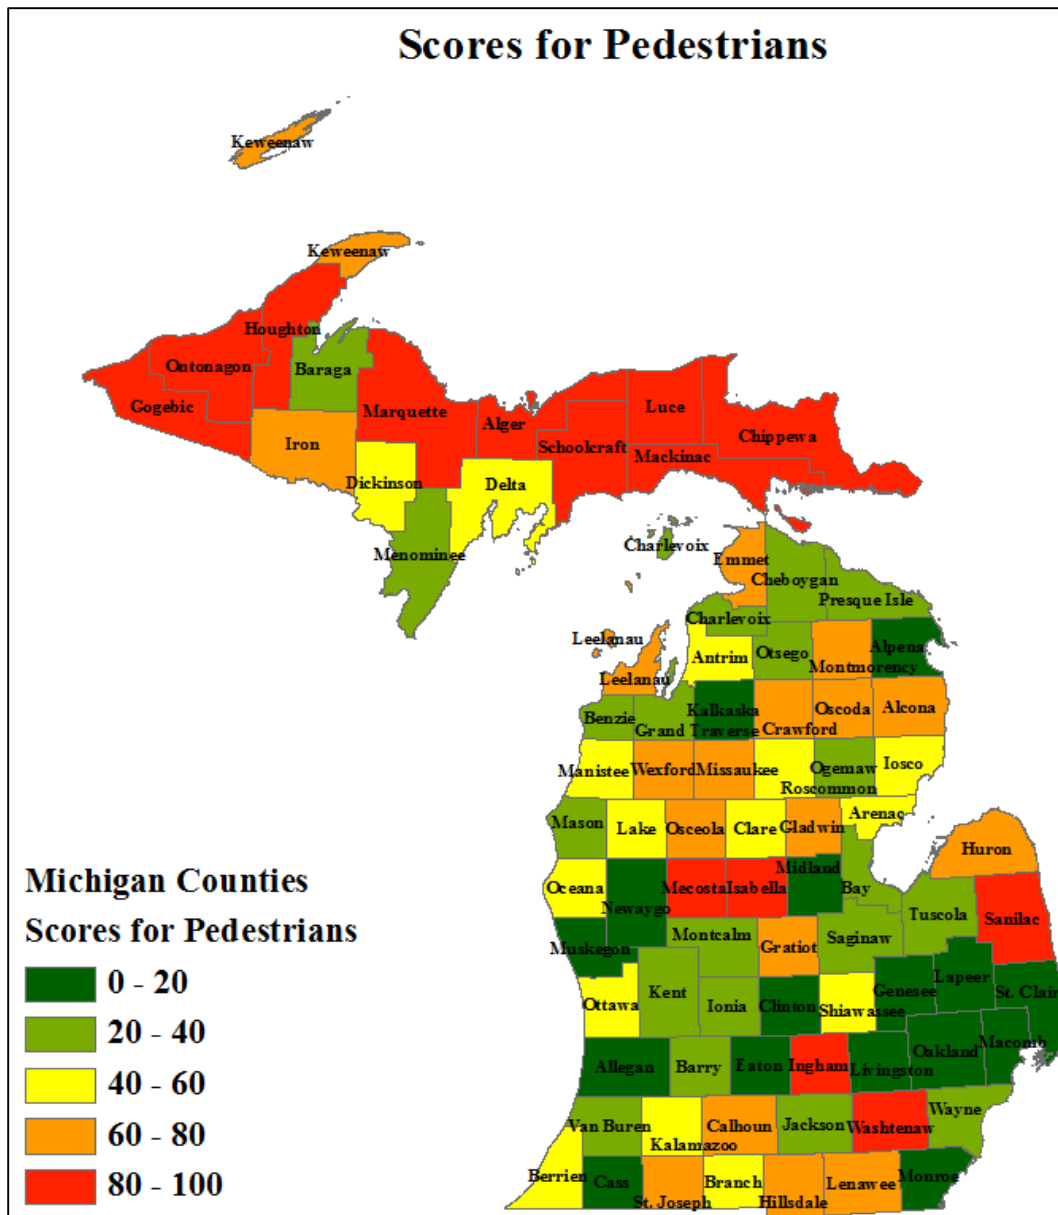 Scores for Pedestrians
Keweenaw
Keweenaw
Houghton
Ontonagon
Baraga
Gogebic
Marquette
Luce
Alger
Chippewa
Iron
Schoolcraft
Mackinac
Dickinson
Delta
Menominee
Charlevoix
Emmet
Cheboygan
Presque Isle
Charlevoix
Leelanau
Antrim
Otsego
Alpena
Montmorency
Leelanau
Benzie
Grand Traverse
Kalkaska
Crawford
Oscoda
Alcona
Manistee
Wexford
Missaukee
Roscommon
Ogemaw
Iosco
Mason
Lake
Osceola
Clare
Gladwin
Arenac
Huron
Oceana
Newaygo
Mecosta
Isabella
Midland
Bay
Tuscola
Sanilac
Muskegon
Montcalm
Gratiot
Saginaw
Ottawa
Kent
Ionia
Clinton
Shiawassee
Genesee
Lapeer
St. Clair
Allegan
Barry
Eaton
Ingham
Livingston
Oakland
Macomb
Van Buren
Kalamazoo
Calhoun
Jackson
Washtenaw
Wayne
Berrien
Cass
St. Joseph
Branch
Hillsdale
Lenawee
Monroe
Michigan Counties
Scores for Pedestrians
0 - 20
20 - 40
40 - 60
60 - 80
80 - 100